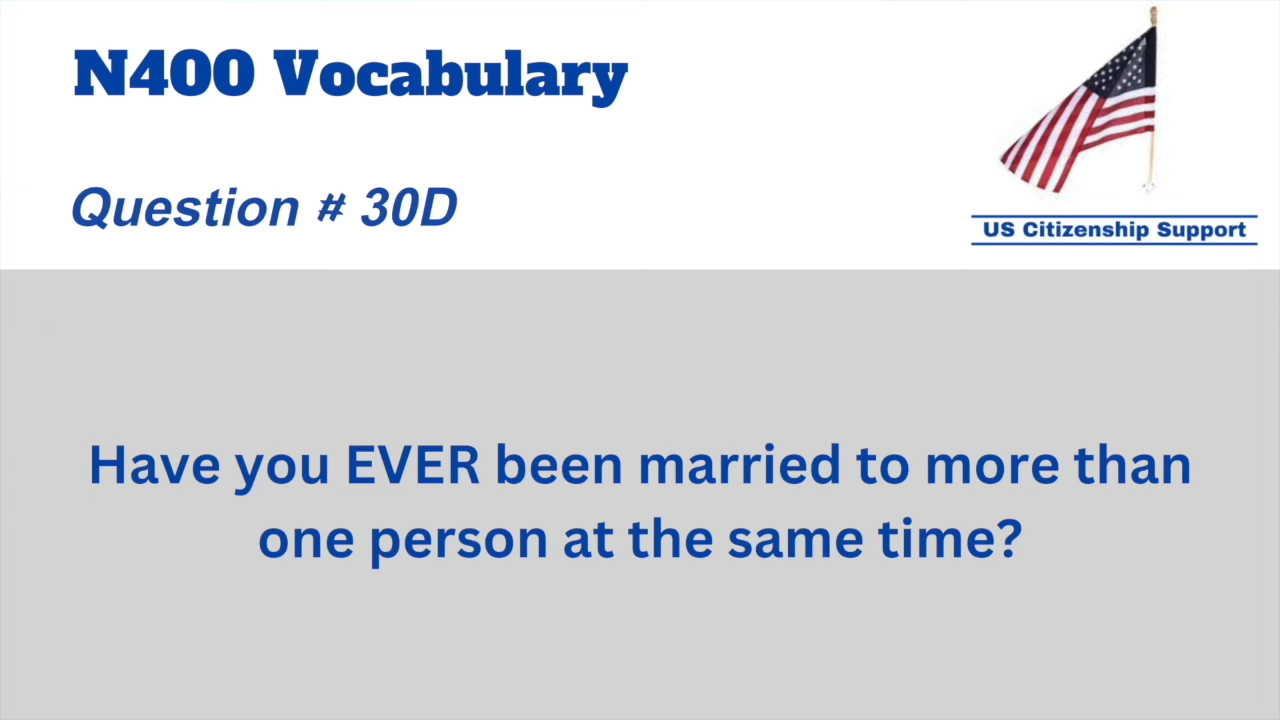 N400 Vocabulary
Question # 30D
US Citizenship Support
Have you EVER been married to more than
one person at the same time?